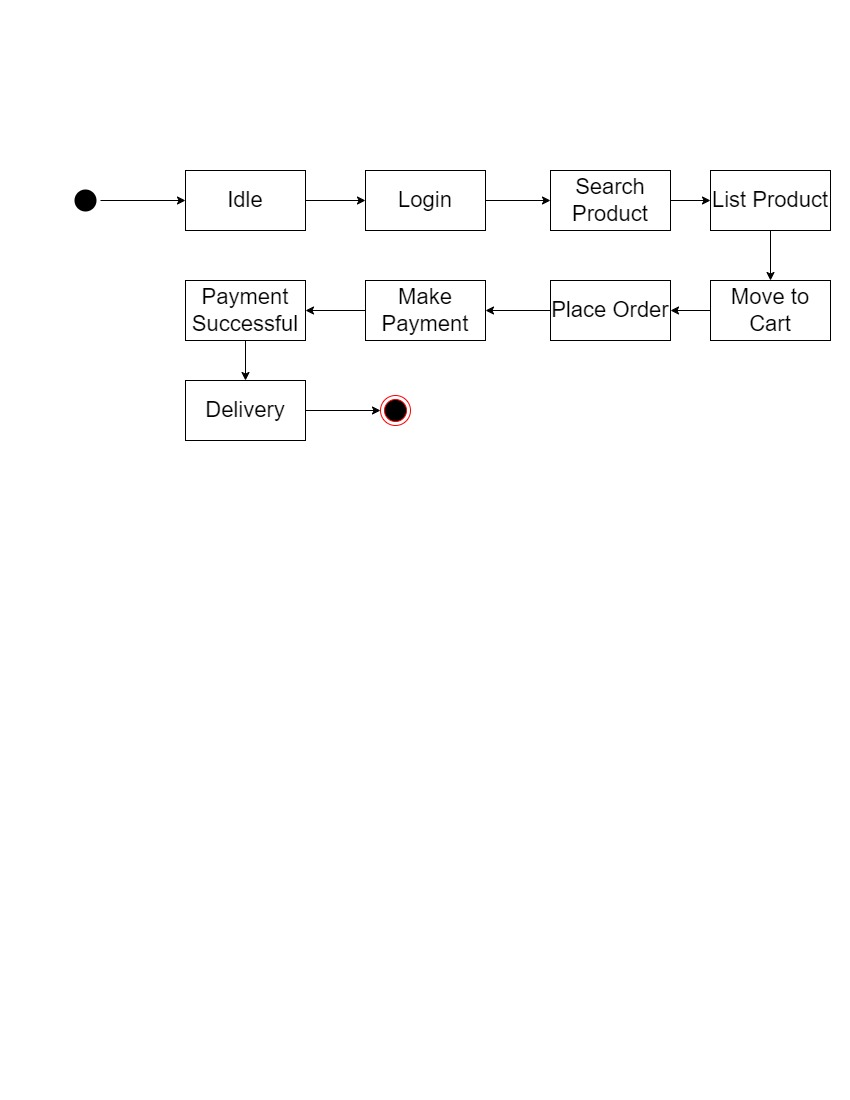 Idle
Login
Search
Product
List Product
Payment
Successful
Make
Payment
Place Order
Move to
Cart
Delivery